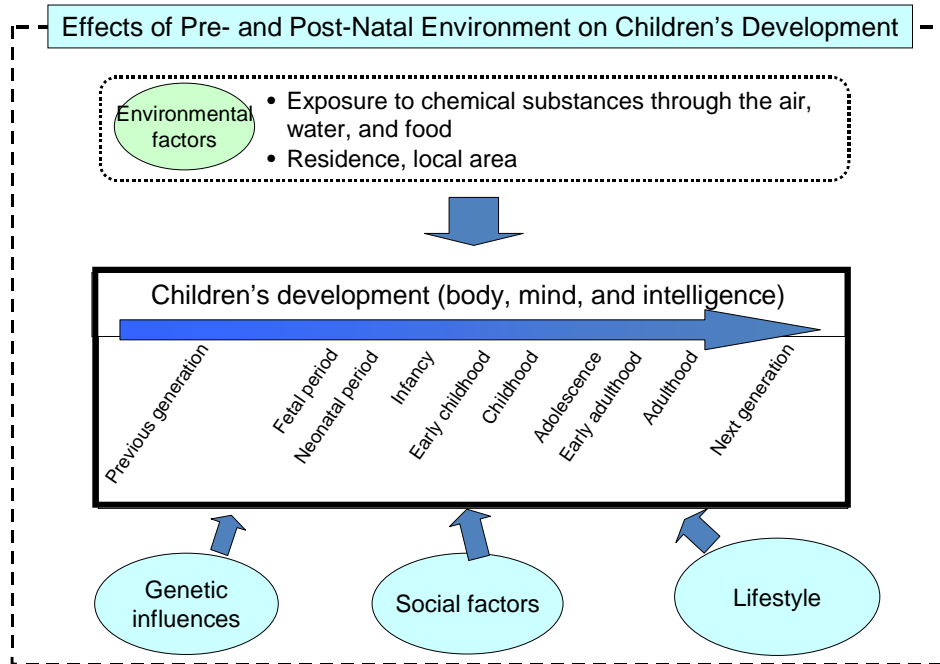 Effects of Pre- and Post-Natal Environment on Children's Development
Environmental
factors
• Exposure to chemical substances through the air,
water, and food
• Residence, local area
Children's development (body, mind, and intelligence)
Previous generation
Fetal period
Neonatal period
Infancy
Early childhood
Childhood
Adolescence
Early adulthood
Adulthood
Next generation
Genetic
influences
Social factors
Lifestyle